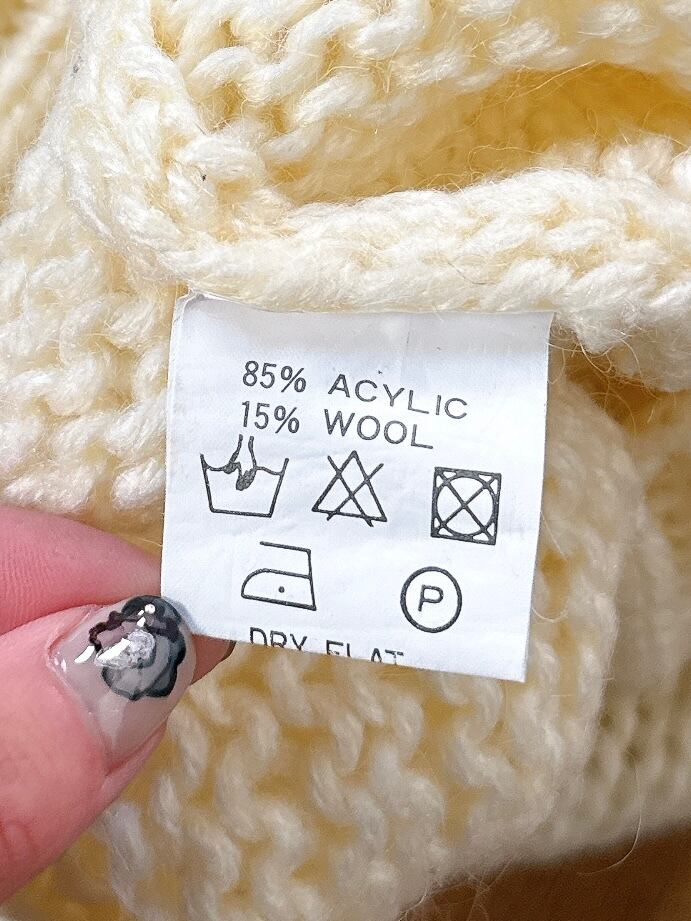 85% ACYLIC
15% WOOL
P
DRY FLAT